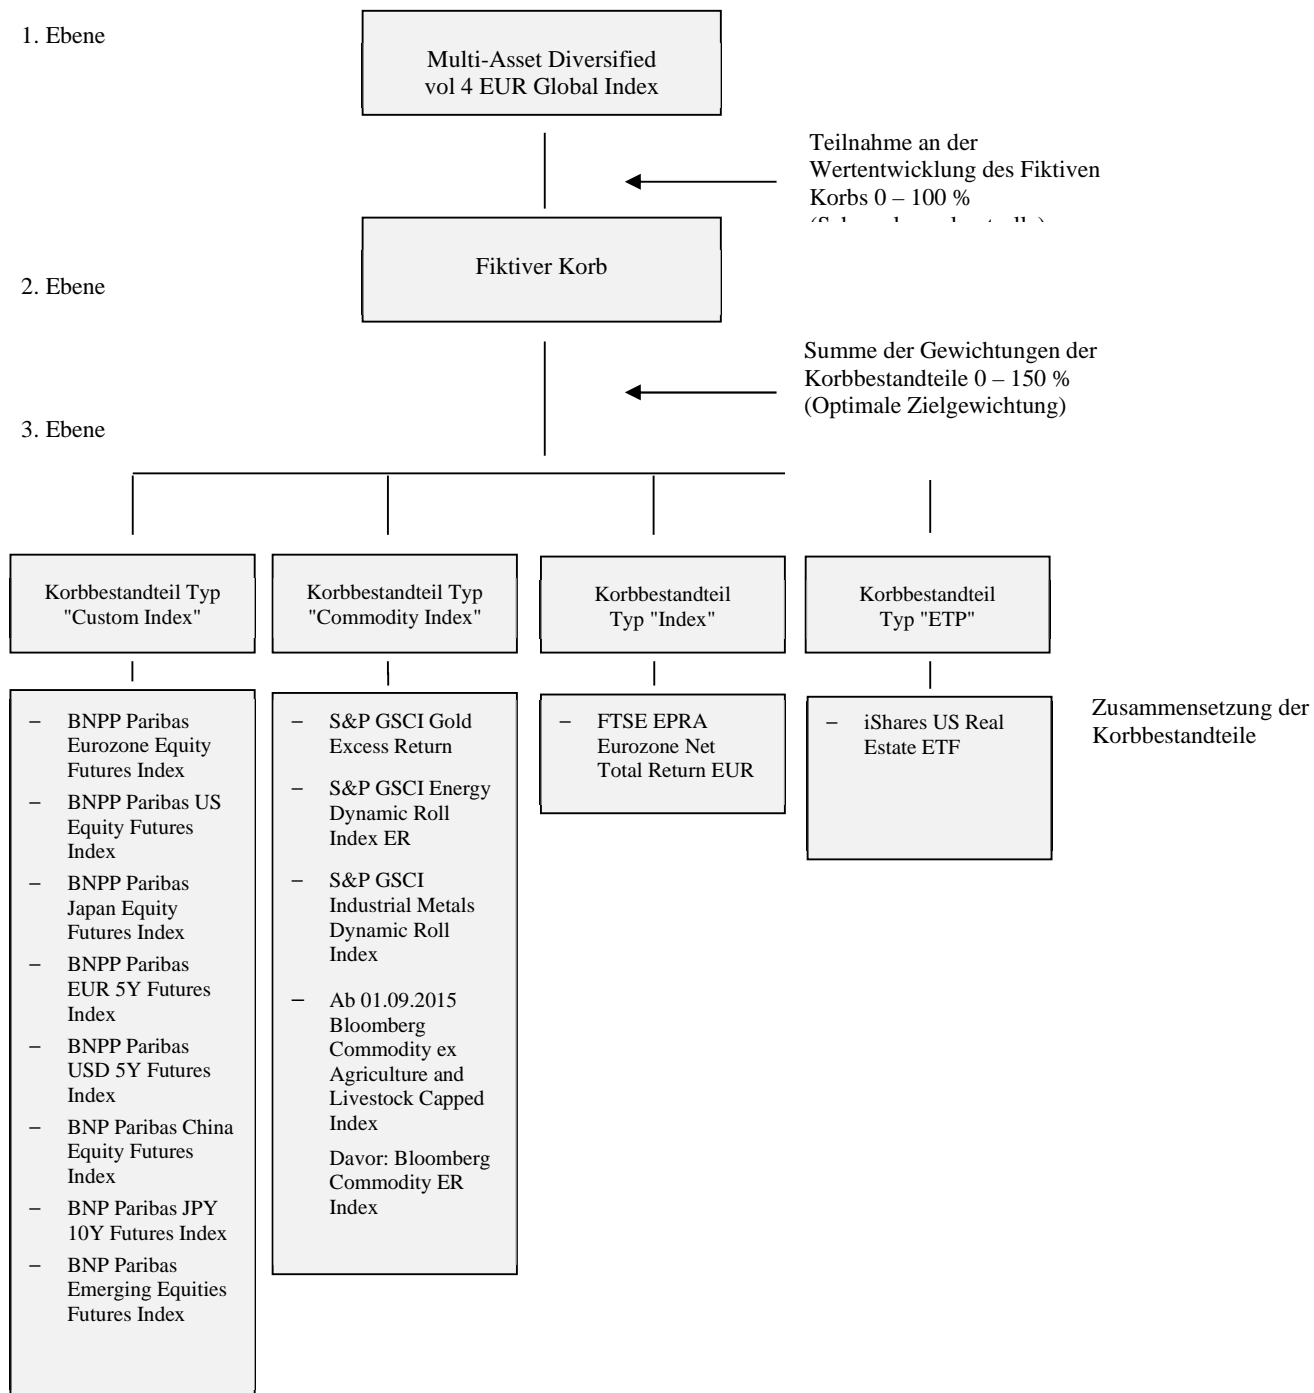 1. Ebene
Multi-Asset Diversified
vol 4 EUR Global Index
Teilnahme an der
Wertentwicklung des Fiktiven
Korbs 0 – 100 %
Fiktiver Korb
2. Ebene
Summe der Gewichtungen der
Korbbestandteile 0 – 150 %
(Optimale Zielgewichtung)
3. Ebene
Korbbestandteil Typ
"Custom Index"
Korbbestandteil Typ
"Commodity Index"
Korbbestandteil
Typ "Index"
Korbbestandteil
Typ "ETP"
– BNPP Paribas
Eurozone Equity
Futures Index
– BNPP Paribas US
Equity Futures
Index
– BNPP Paribas
Japan Equity
Futures Index
– BNPP Paribas
EUR 5Y Futures
Index
– BNPP Paribas
USD 5Y Futures
Index
– BNP Paribas China
Equity Futures
Index
– BNP Paribas JPY
10Y Futures Index
– BNP Paribas
Emerging Equities
Futures Index
– S&P GSCI Gold
Excess Return
– S&P GSCI Energy
Dynamic Roll
Index ER
– S&P GSCI
Industrial Metals
Dynamic Roll
Index
– Ab 01.09.2015
Bloomberg
Commodity ex
Agriculture and
Livestock Capped
Index
Davor: Bloomberg
Commodity ER
Index
– FTSE EPRA
Eurozone Net
Total Return EUR
– iShares US Real
Estate ETF
Zusammensetzung der
Korbbestandteile